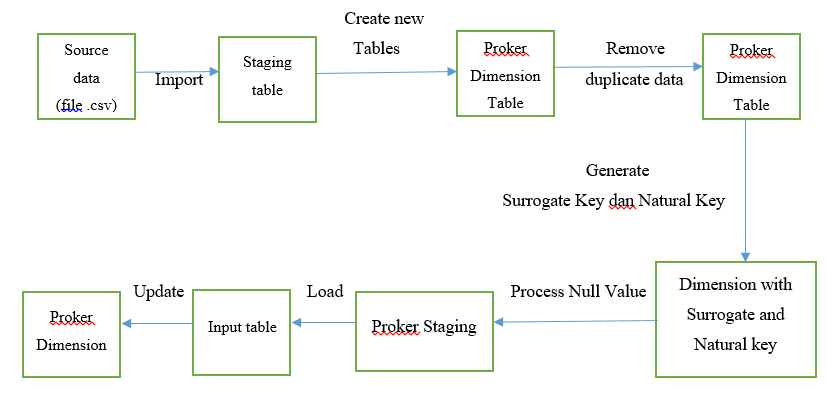 Source
data
(file .csv)
Import
Staging
table
Create new
Tables
Proker
Dimension
Table
Remove
duplicate data
Proker
Dimension
Table
Generate
Surrogate Key dan Natural Key
Dimension with
Surrogate and
Natural key
Process Null Value
Proker Staging
Load
Input table
Update
Proker
Dimension